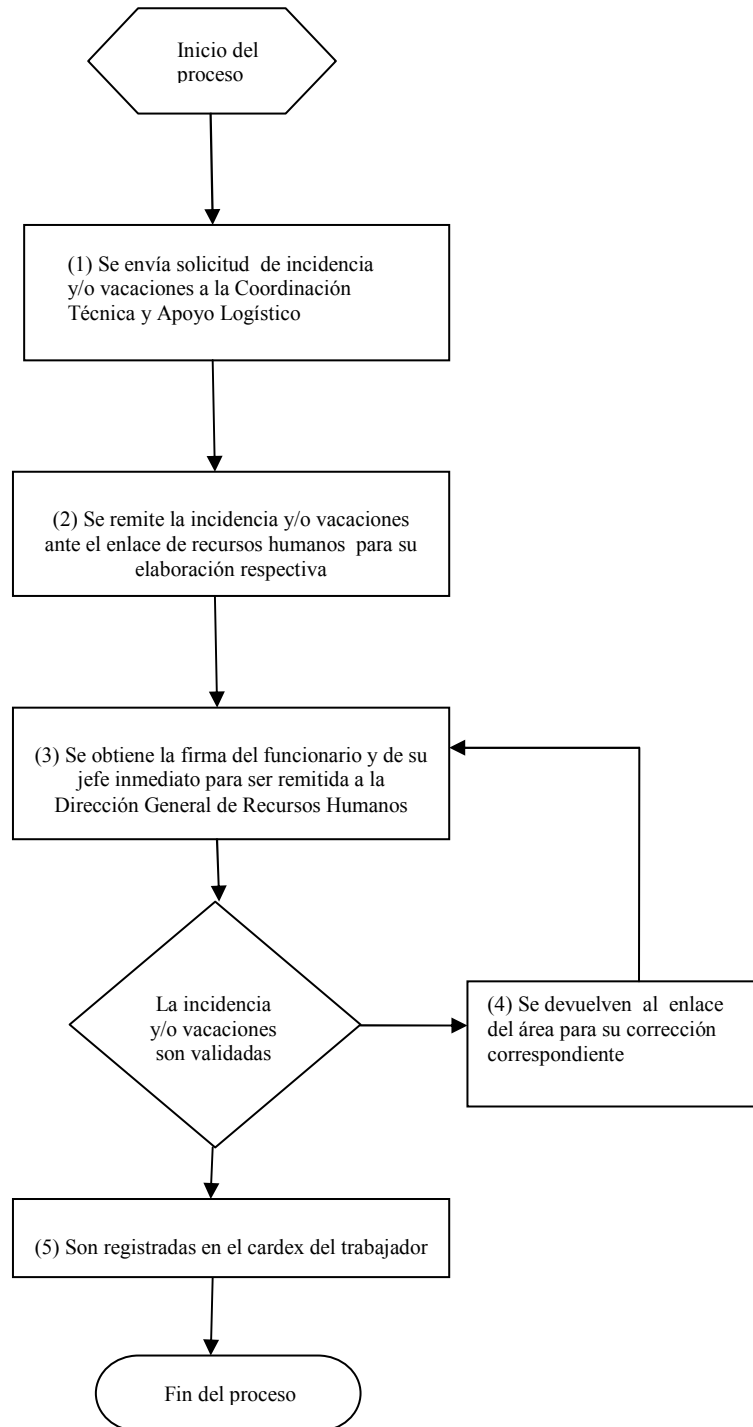 Inicio del
proceso
(1) Se envía solicitud de incidencia
y/o vacaciones a la Coordinación
Técnica y Apoyo Logístico
(2) Se remite la incidencia y/o vacaciones
ante el enlace de recursos humanos para su
elaboración respectiva
(3) Se obtiene la firma del funcionario y de su
jefe inmediato para ser remitida a la
Dirección General de Recursos Humanos
La incidencia
y/o vacaciones
son validadas
(4) Se devuelven al enlace
del área para su corrección
correspondiente
(5) Son registradas en el cardex del trabajador
Fin del proceso